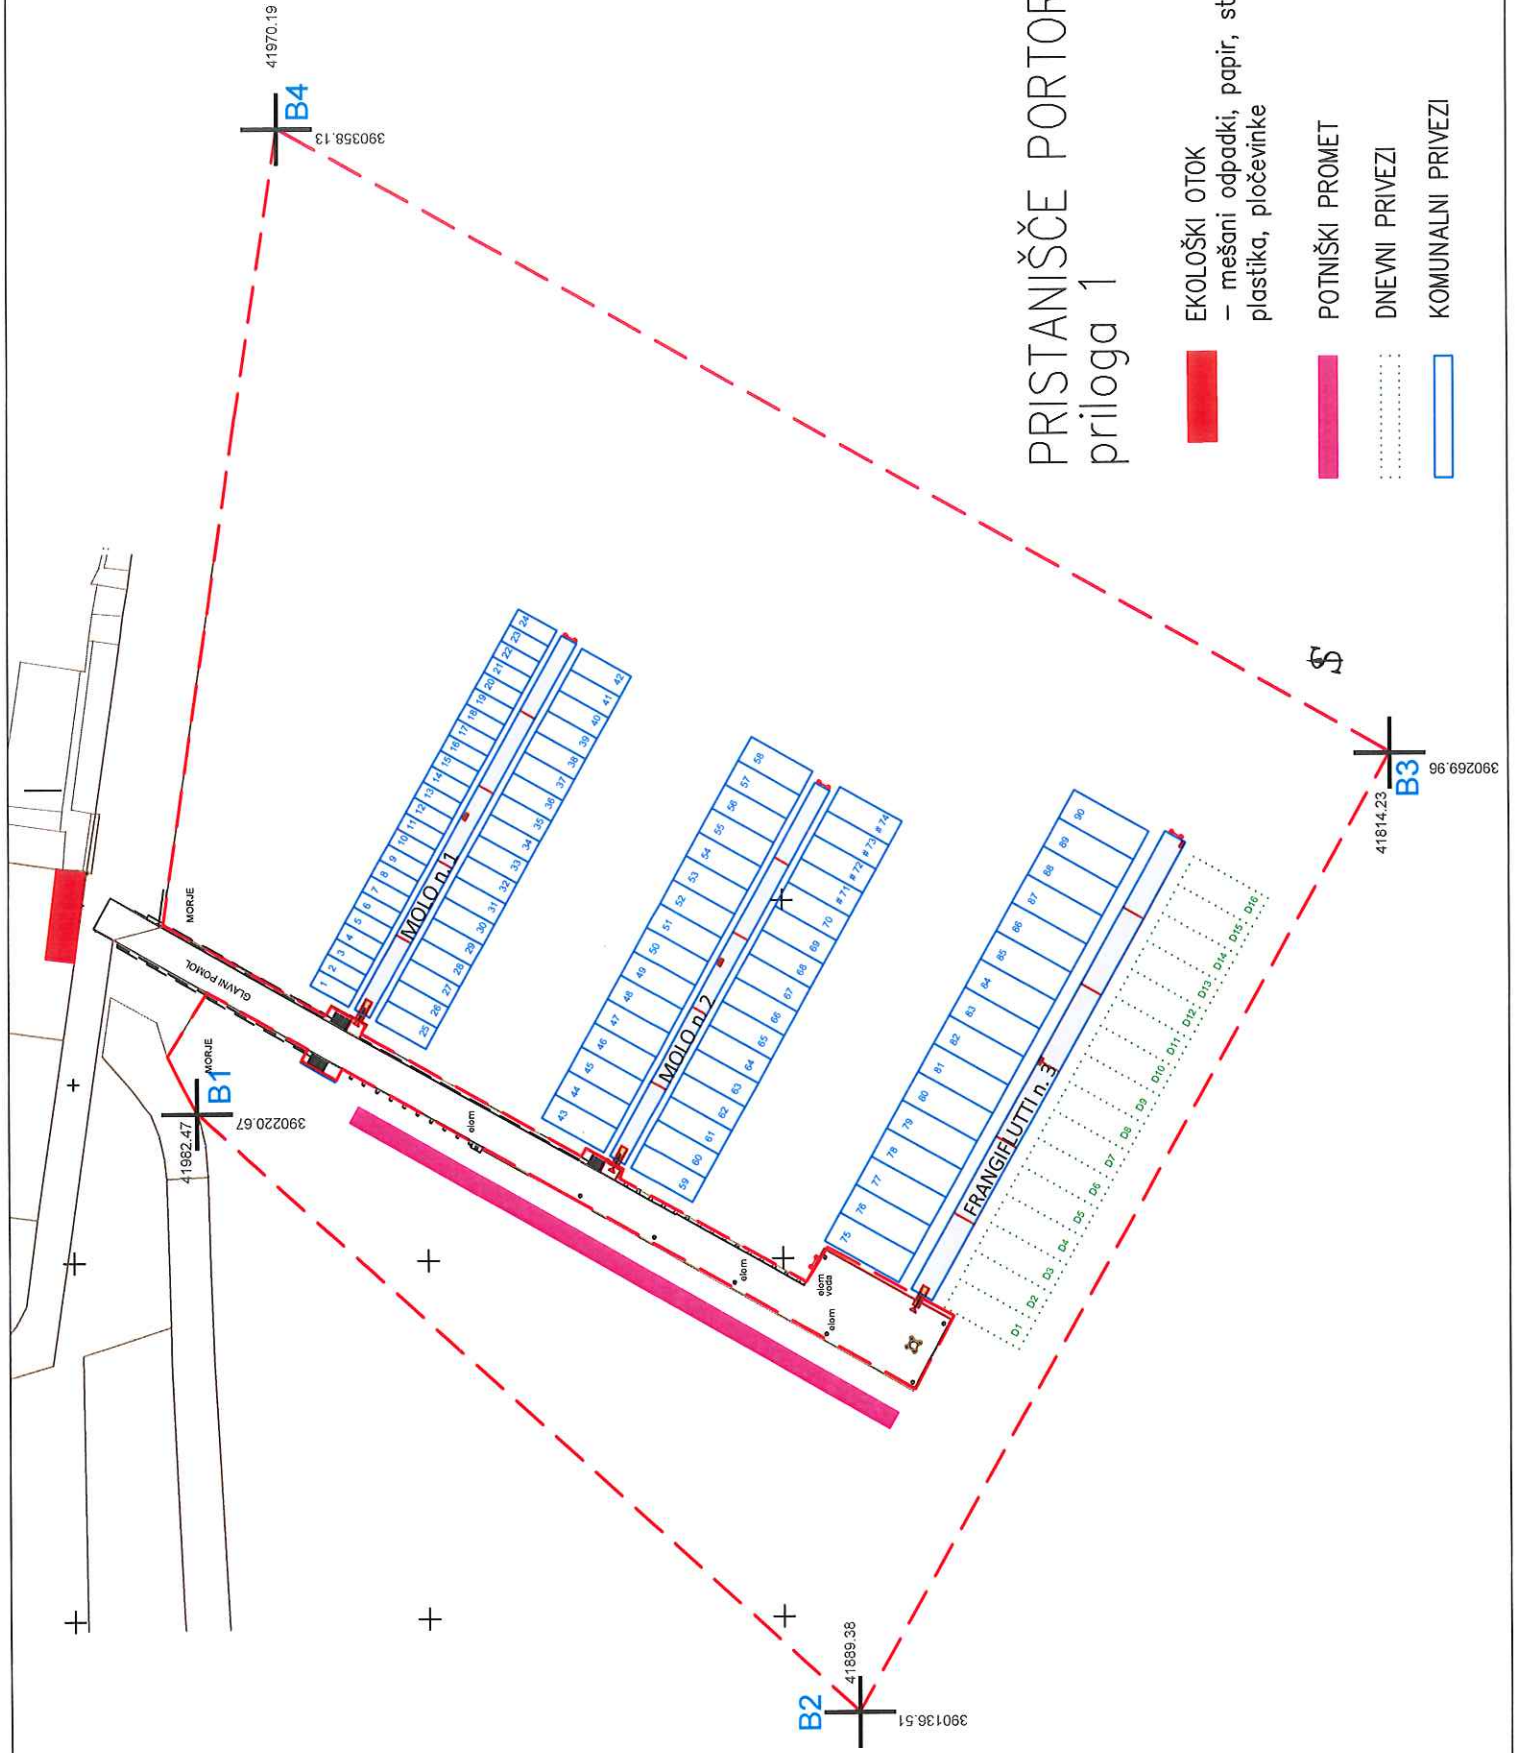 PRISTANIŠČE PORTOR
priloga 1
EKOLOŠKI OTOK
– mešani odpadki, papir, st
plastika, pločevinke
POTNIŠKI PROMET
DNEVNI PRIVEZI
KOMUNALNI PRIVEZI
B4
41970.19
390358.13
B1
41982.47
390220.67
B2
41889.38
390136.51
B3
41814.23
390269.96
MORJE
MORJE
GLAVNI POMOL
MOLO n.1
1 2 3 4 5 6 7 8 9 10 11 12 13 14 15 16 17 18 19 20 21 22 23 24
25 26 27 28 29 30 31 32 33 34 35 36 37 38 39 40 41 42
MOLO n. 2
43 44 45 46 47 48 49 50 51 52 53 54 55 56 57 58
59 60 61 62 63 64 65 66 67 68 69 70 # 71 # 72 # 73 # 74
FRANGIFLUTTI n. 3
75 76 77 78 79 80 81 82 83 84 85 86 87 88 89 90
D1 D2 D3 D4 D5 D6 D7 D8 D9 D10 D11 D12 D13 D14 D15 D16
elom
elom
elom
voda
elom